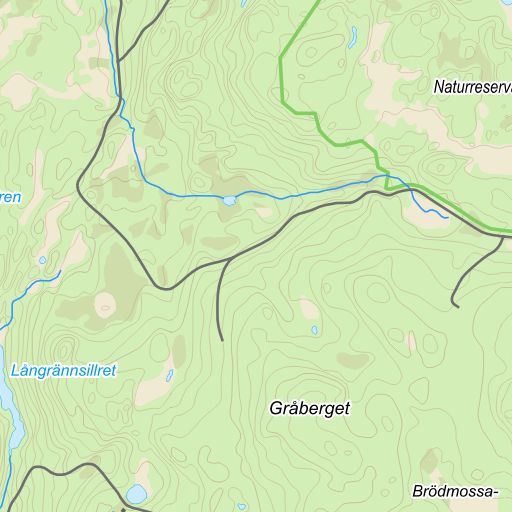 Naturreserva
ren
Långrännsillret
Gråberget
Brödmossa-